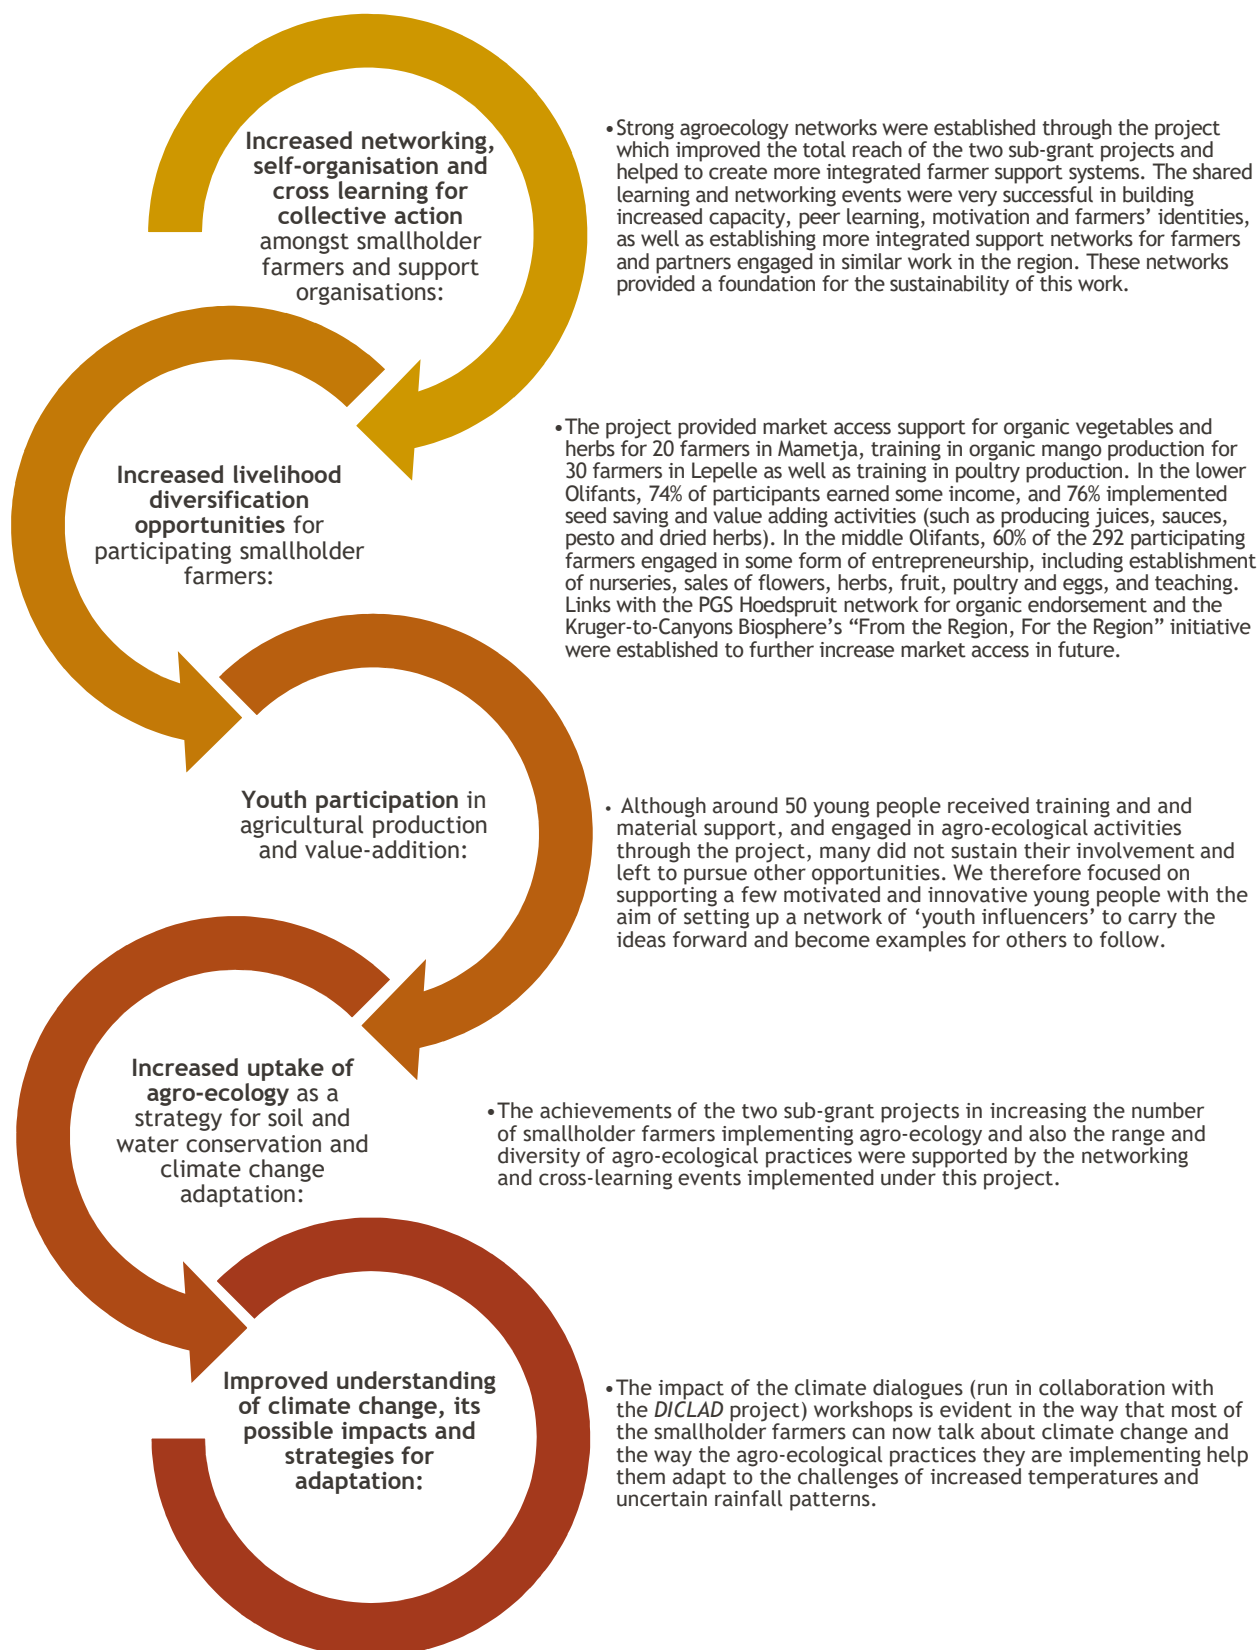 Increased networking,
self-organisation and
cross learning for
collective action
amongst smallholder
farmers and support
organisations:
•Strong agroecology networks were established through the project
which improved the total reach of the two sub-grant projects and
helped to create more integrated farmer support systems. The shared
learning and networking events were very successful in building
increased capacity, peer learning, motivation and farmers’ identities,
as well as establishing more integrated support networks for farmers
and partners engaged in similar work in the region. These networks
provided a foundation for the sustainability of this work.
Increased livelihood
diversification
opportunities for
participating smallholder
farmers:
•The project provided market access support for organic vegetables and
herbs for 20 farmers in Mametja, training in organic mango production for
30 farmers in Lepelle as well as training in poultry production. In the lower
Olifants, 74% of participants earned some income, and 76% implemented
seed saving and value adding activities (such as producing juices, sauces,
pesto and dried herbs). In the middle Olifants, 60% of the 292 participating
farmers engaged in some form of entrepreneurship, including establishment
of nurseries, sales of flowers, herbs, fruit, poultry and eggs, and teaching.
Links with the PGS Hoedspruit network for organic endorsement and the
Kruger-to-Canyons Biosphere’s “From the Region, For the Region” initiative
were established to further increase market access in future.
Youth participation in
agricultural production
and value-addition:
• Although around 50 young people received training and and
material support, and engaged in agro-ecological activities
through the project, many did not sustain their involvement and
left to pursue other opportunities. We therefore focused on
supporting a few motivated and innovative young people with the
aim of setting up a network of ‘youth influencers’ to carry the
ideas forward and become examples for others to follow.
Increased uptake of
agro-ecology as a
strategy for soil and
water conservation and
climate change
adaptation:
•The achievements of the two sub-grant projects in increasing the number
of smallholder farmers implementing agro-ecology and also the range and
diversity of agro-ecological practices were supported by the networking
and cross-learning events implemented under this project.
Improved understanding
of climate change, its
possible impacts and
strategies for
adaptation:
•The impact of the climate dialogues (run in collaboration with
the DICLAD project) workshops is evident in the way that most of
the smallholder farmers can now talk about climate change and
the way the agro-ecological practices they are implementing help
them adapt to the challenges of increased temperatures and
uncertain rainfall patterns.